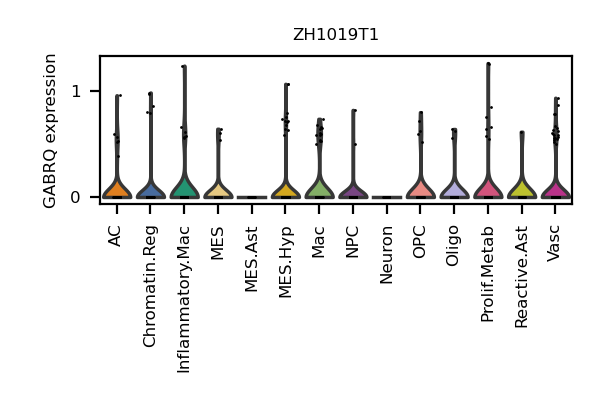 ZH1019T1
GABRQ expression
1
0
AC
Chromatin.Reg
Inflammatory.Mac
MES
MES.Ast
MES.Hyp
Mac
NPC
Neuron
OPC
Oligo
Prolif.Metab
Reactive.Ast
Vasc